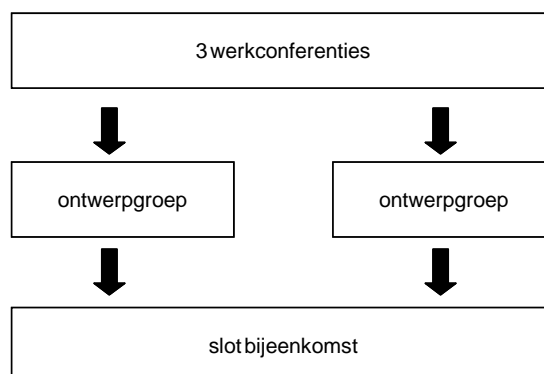 3 werkconferenties
ontwerpgroep ontwerpgroep
slot bijeenkomst